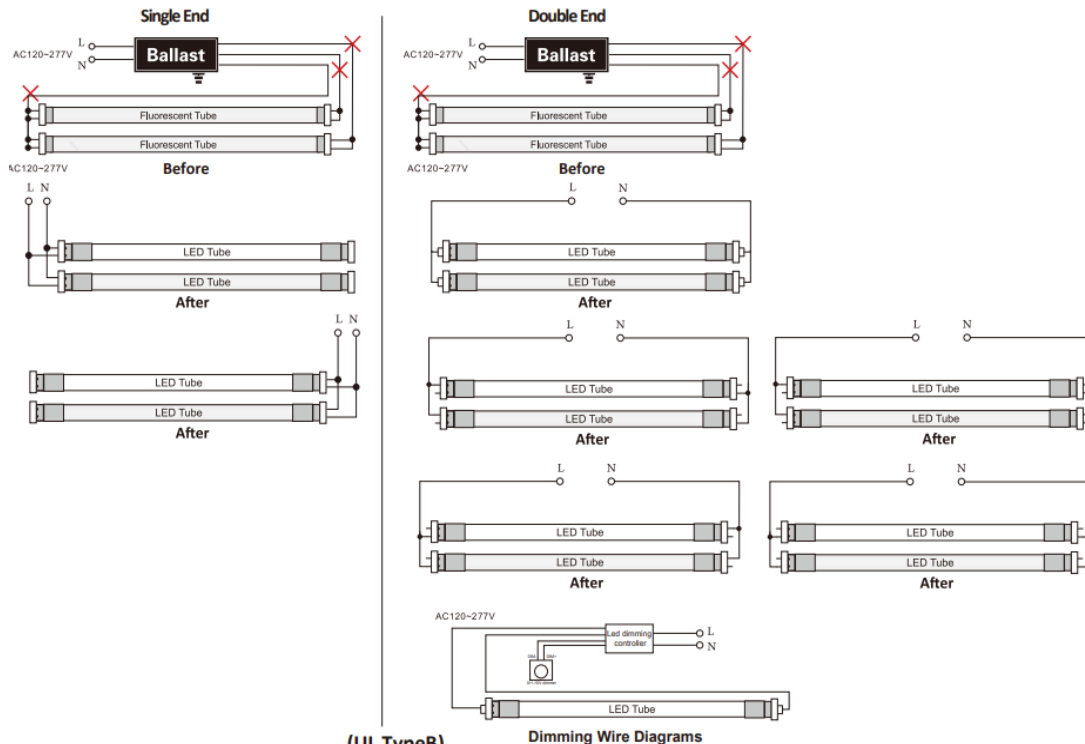 Single End
L
AC120~277V
N
Ballast
Fluorescent Tube
Fluorescent Tube
AC120~277V
Before
L N
LED Tube
LED Tube
After
L N
LED Tube
LED Tube
After
Double End
L
AC120~277V
N
Ballast
Fluorescent Tube
Fluorescent Tube
AC120~277V
Before
L N
LED Tube
LED Tube
After
L N
LED Tube
LED Tube
After
L N
LED Tube
LED Tube
After
L N
LED Tube
LED Tube
After
L N
LED Tube
LED Tube
After
AC120~277V
Led dimming
controller
L
N
LED Tube
(UL TypeB)
Dimming Wire Diagrams